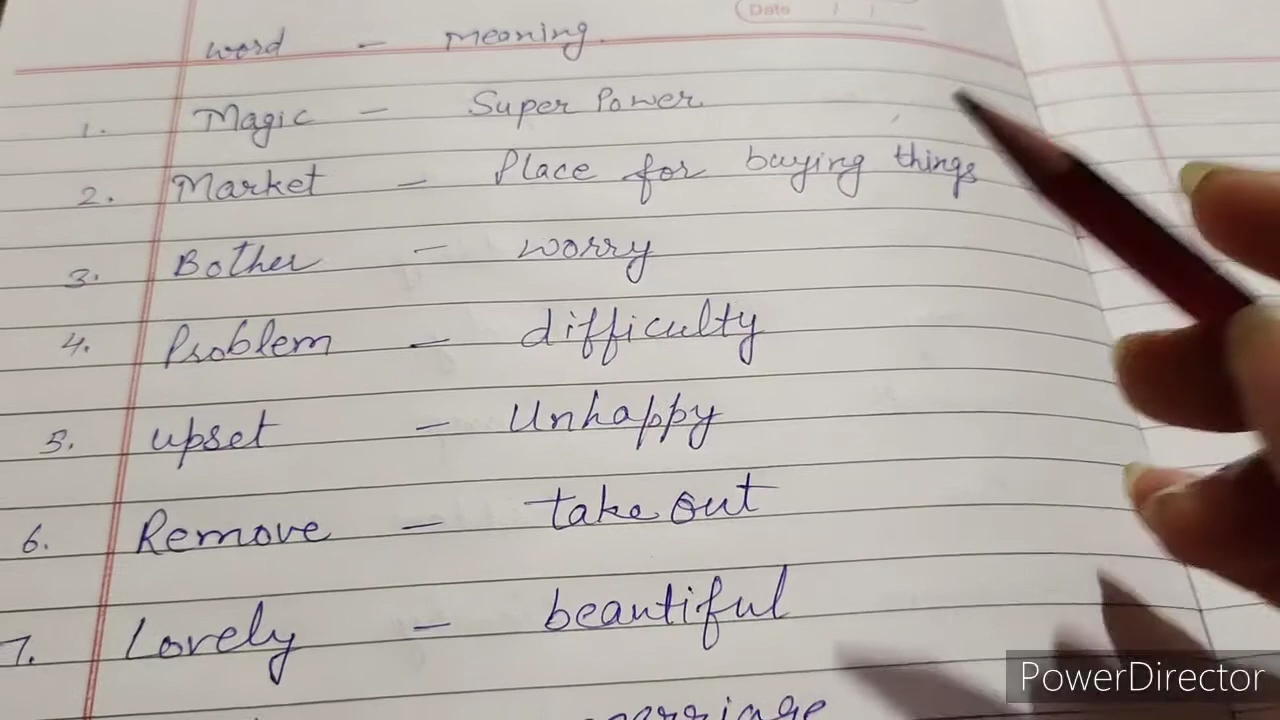 Date
word - meaning.
1. Magic - Super Power.
2. Market - Place for buying things
3. Bother - worry
4. Problem - difficulty
5. upset - Unhappy
6. Remove - take out
7. Lovely - beautiful
PowerDirector